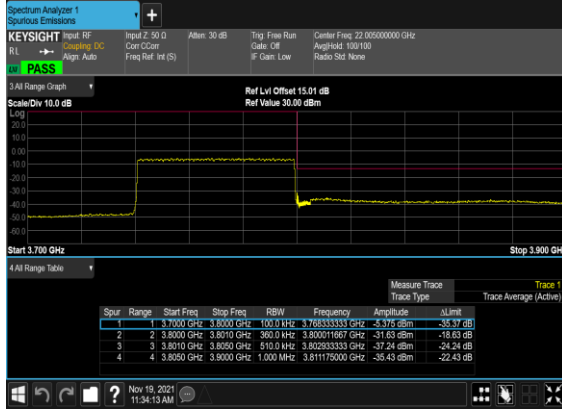 Spectrum Analyzer 1
Spurious Emissions
+
KEYSIGHT Input: RF Input Z: 50 Ω Atten: 30 dB Trig: Free Run Center Freq: 22.005000000 GHz
RL Coupling: DC Corr CCorr Gate: Off Avg|Hold: 100/100
Align: Auto Freq Ref: Int (S) IF Gain: Low Radio Std: None
PASS
3 All Range Graph
Ref Lvl Offset 15.01 dB
Scale/Div 10.0 dB Ref Value 30.00 dBm
Log
20.0
10.0
0.00
-10.0
-20.0
-30.0
-40.0
-50.0
-60.0
Start 3.700 GHz Stop 3.900 GH
4 All Range Table
Measure Trace Trace 1
Trace Type Trace Average (Active)
Spur Range Start Freq Stop Freq RBW Frequency Amplitude ΔLimit
1 1 3.7000 GHz 3.8000 GHz 100.0 kHz 3.768333333 GHz -5.375 dBm -35.37 dB
2 2 3.8000 GHz 3.8010 GHz 360.0 kHz 3.800011667 GHz -31.63 dBm -18.63 dB
3 3 3.8010 GHz 3.8050 GHz 510.0 kHz 3.802933333 GHz -37.24 dBm -24.24 dB
4 4 3.8050 GHz 3.9000 GHz 1.000 MHz 3.811175000 GHz -35.43 dBm -22.43 dB
? Nov 19, 2021
11:34:13 AM